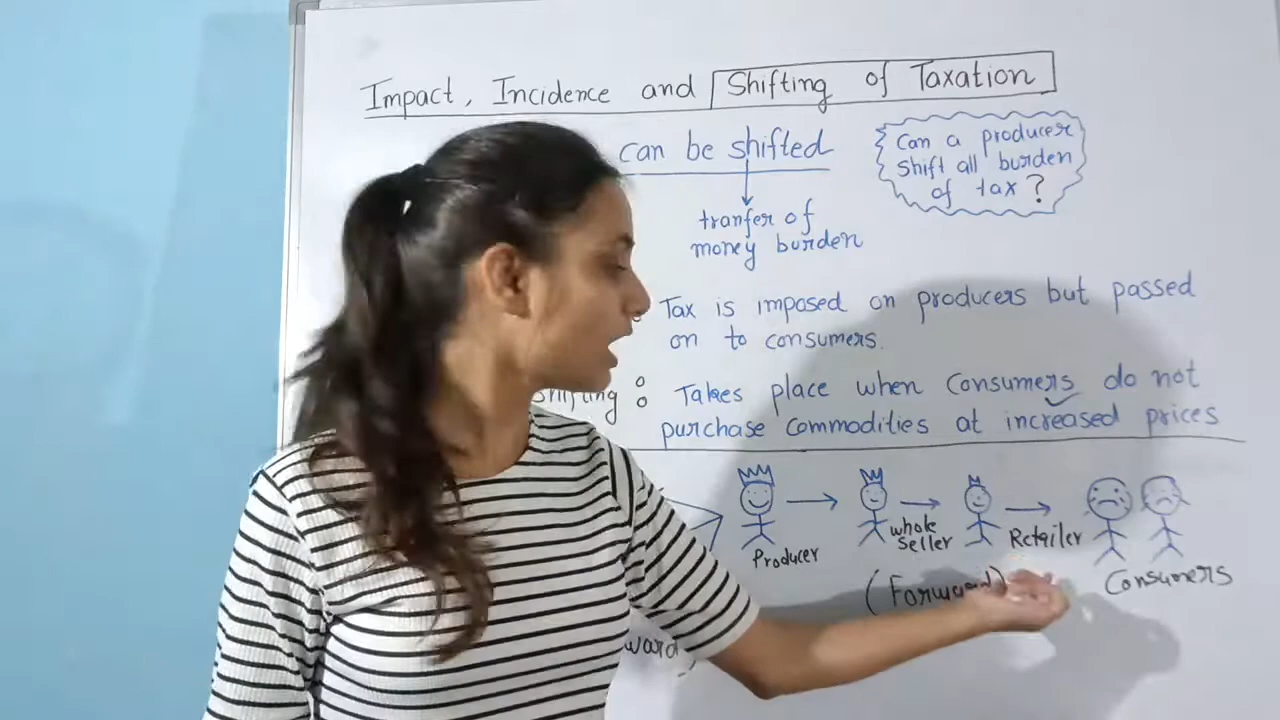 Impact, Incidence and Shifting of Taxation
can be shifted
Can a producer
Shift all burden
of tax?
tranfer of
money burden
Tax is imposed on producers but passed
on to consumers.
Shifting : Takes place when Consumers do not
purchase Commodities at increased prices
Producer
whole
Seller
Retailer
Consumers
(Forward)
ward